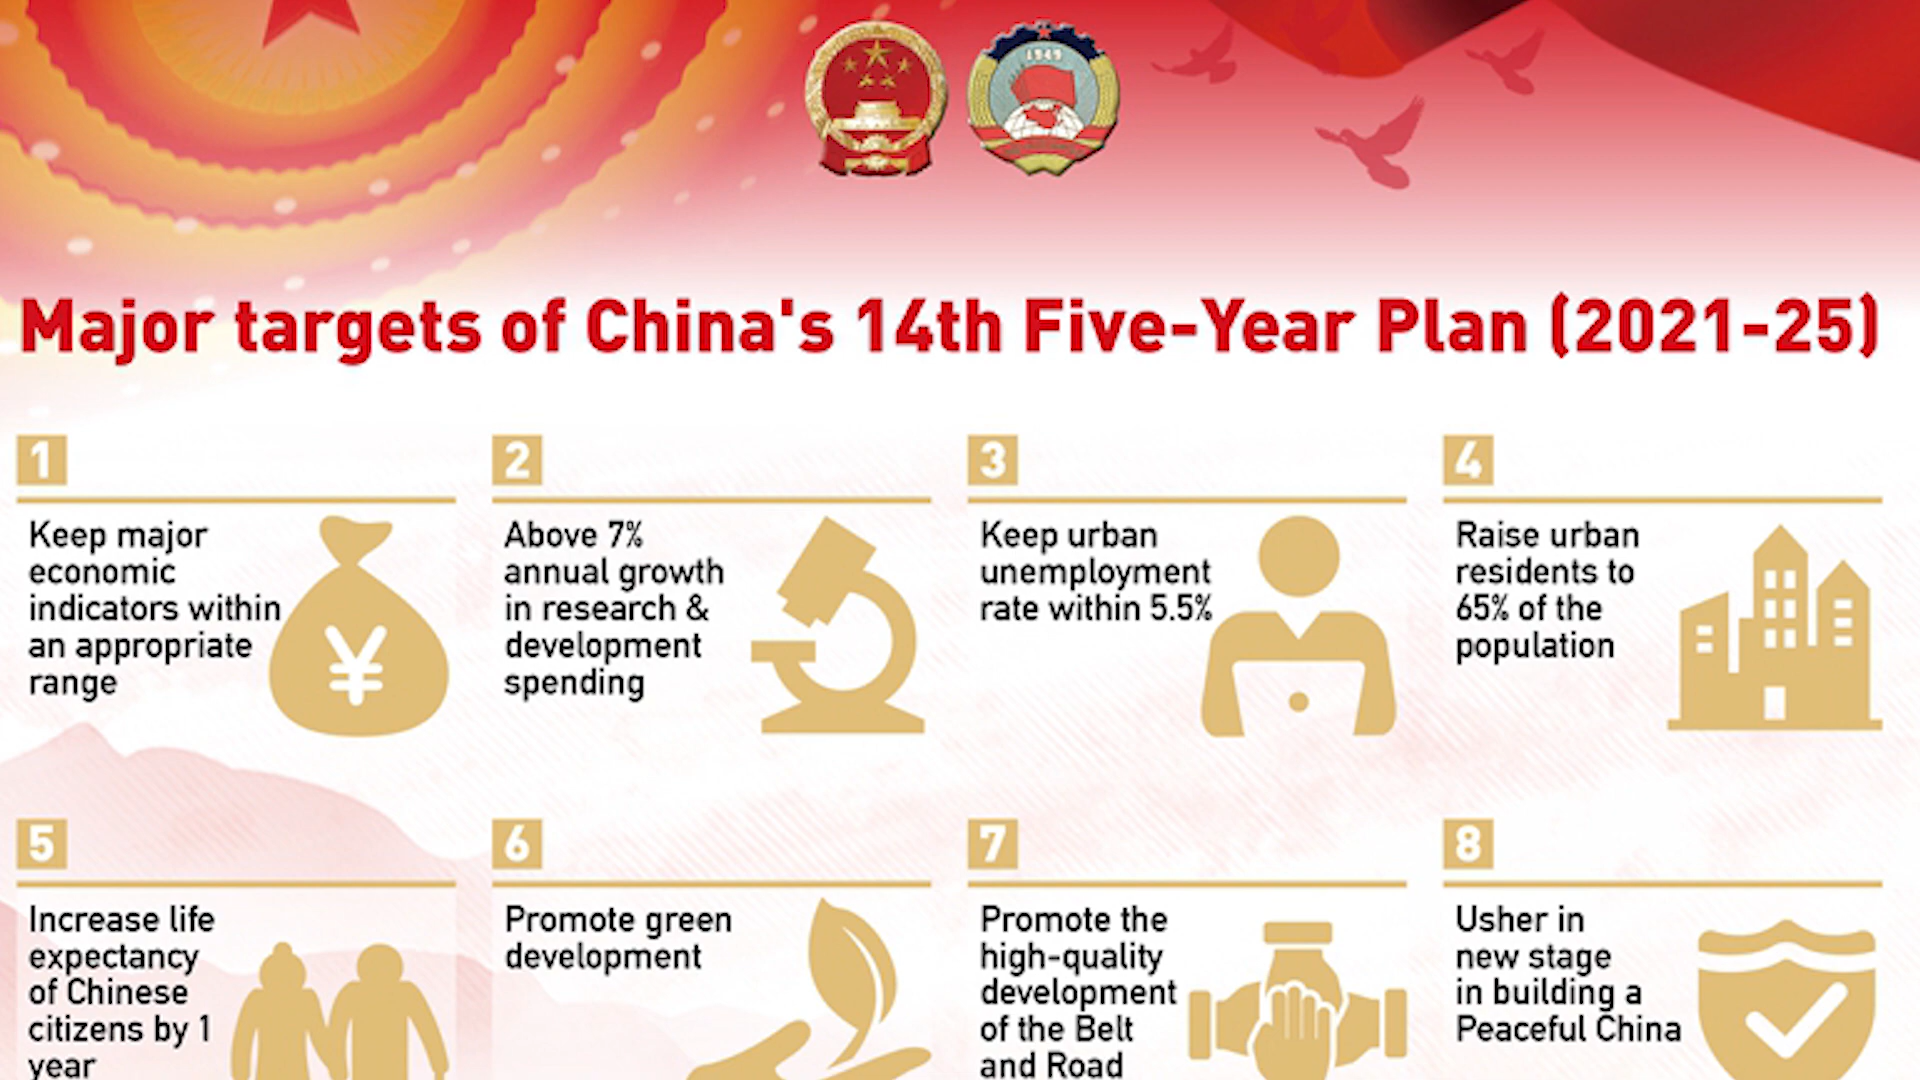 1949
Major targets of China's 14th Five-Year Plan (2021-25)
1
Keep major
economic
indicators within
an appropriate
range
¥
2
Above 7%
annual growth
in research &
development
spending
3
Keep urban
unemployment
rate within 5.5%
4
Raise urban
residents to
65% of the
population
5
Increase life
expectancy
of Chinese
citizens by 1
year
6
Promote green
development
7
Promote the
high-quality
development
of the Belt
and Road
8
Usher in
new stage
in building a
Peaceful China